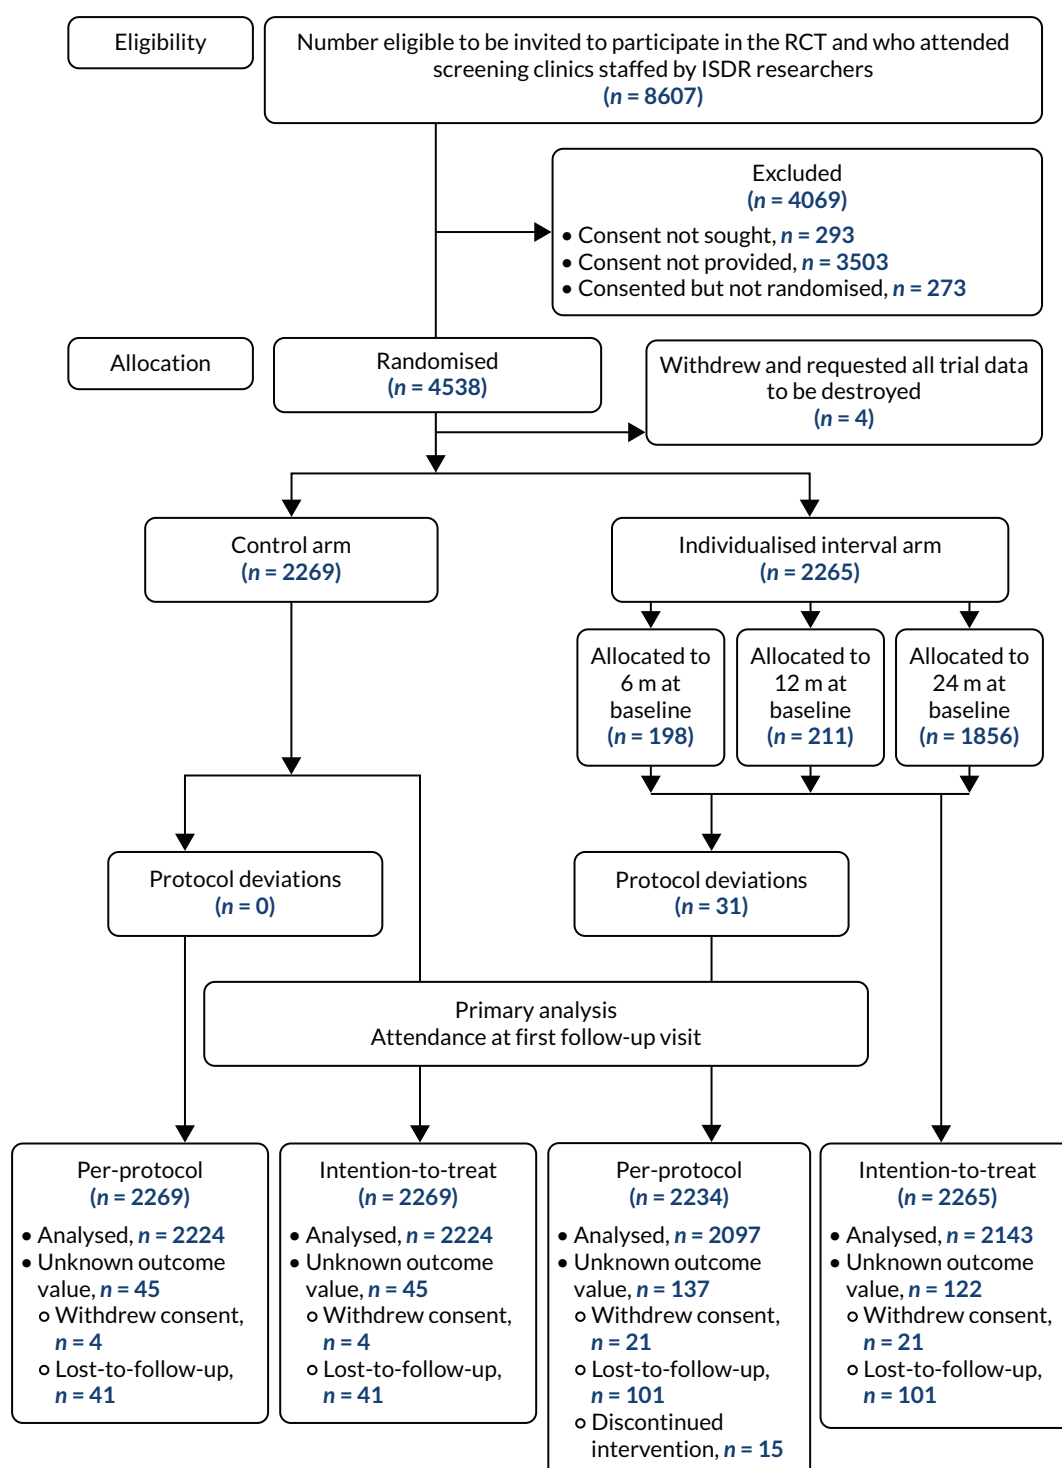 Eligibility
Number eligible to be invited to participate in the RCT and who attended
screening clinics staffed by ISDR researchers
(n = 8607)
Excluded
(n = 4069)
• Consent not sought, n = 293
• Consent not provided, n = 3503
• Consented but not randomised, n = 273
Allocation
Randomised
(n = 4538)
Withdrew and requested all trial data
to be destroyed
(n = 4)
Control arm
(n = 2269)
Individualised interval arm
(n = 2265)
Allocated to
6 m at
baseline
(n = 198)
Allocated to
12 m at
baseline
(n = 211)
Allocated to
24 m at
baseline
(n = 1856)
Protocol deviations
(n = 0)
Protocol deviations
(n = 31)
Primary analysis
Attendance at first follow-up visit
Per-protocol
(n = 2269)
• Analysed, n = 2224
• Unknown outcome
value, n = 45
Withdrew consent,
n = 4
Lost-to-follow-up,
n = 41
Intention-to-treat
(n = 2269)
• Analysed, n = 2224
• Unknown outcome
value, n = 45
Withdrew consent,
n = 4
Lost-to-follow-up,
n = 41
Per-protocol
(n = 2234)
• Analysed, n = 2097
• Unknown outcome
value, n = 137
Withdrew consent,
n = 21
Lost-to-follow-up,
n = 101
Discontinued
intervention, n = 15
Intention-to-treat
(n = 2265)
• Analysed, n = 2143
• Unknown outcome
value, n = 122
Withdrew consent,
n = 21
Lost-to-follow-up,
n = 101